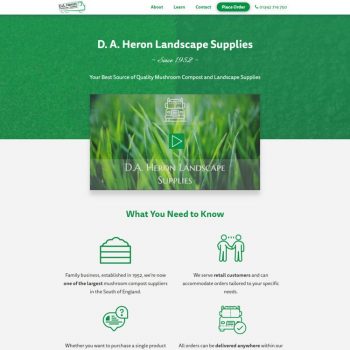 D.A. HERON
About Learn Contact Place Order
D. A. Heron Landscape Supplies
~ Since 1952 ~
Your Best Source of Quality Mushroom Compost and Landscape Supplies
D.A. Heron Landscape
Supplies
What You Need to Know
Family business, established in 1952, we're now
one of the largest mushroom compost suppliers
in the South of England.
We serve retail customers and can
accommodate orders tailored to your specific
needs.
Whether you want to purchase a single product
All orders can be delivered anywhere within our